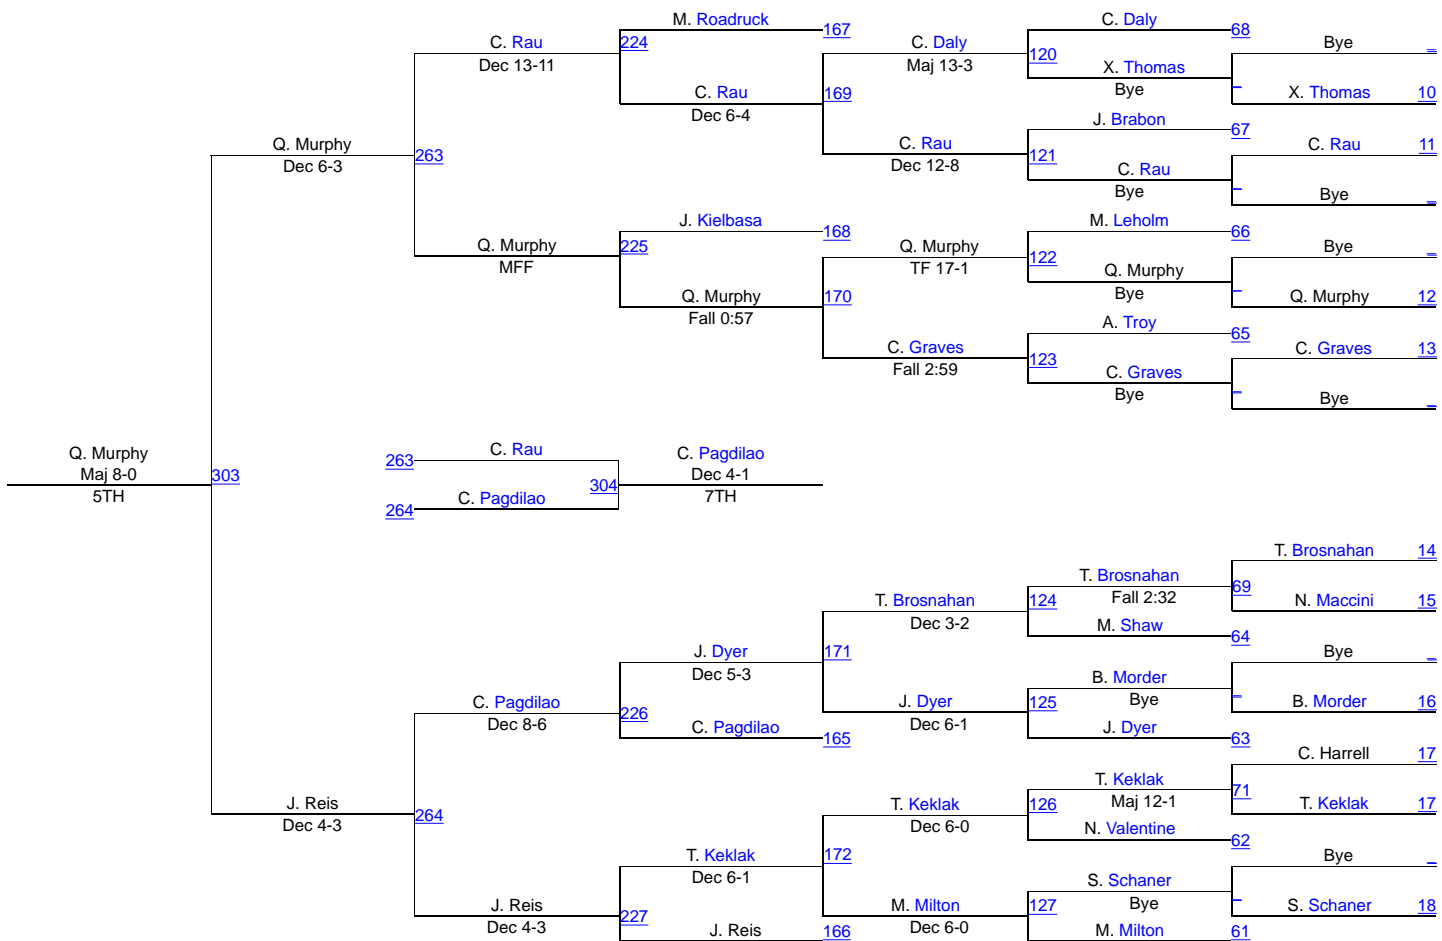 M. Roadruck 167
C. Daly 68
C. Rau 224
Dec 13-11
C. Daly
Maj 13-3
120
Bye _
X. Thomas
Bye
_
X. Thomas 10
C. Rau 169
Dec 6-4
J. Brabon 67
C. Rau 11
Q. Murphy
Dec 6-3
263
C. Rau
Dec 12-8
121
C. Rau
Bye
_
Bye _
J. Kielbasa 168
M. Leholm 66
Q. Murphy
MFF
225
Q. Murphy
TF 17-1
122
Bye _
Q. Murphy
Bye
_
Q. Murphy 12
Q. Murphy
Fall 0:57
170
A. Troy 65
C. Graves 13
C. Graves
Fall 2:59
123
C. Graves
Bye
_
Bye _
Q. Murphy
Maj 8-0
5TH
303
263
C. Rau
264
C. Pagdilao
304
C. Pagdilao
Dec 4-1
7TH
T. Brosnahan 14
T. Brosnahan
Fall 2:32
69
N. Maccini 15
T. Brosnahan
Dec 3-2
124
M. Shaw 64
J. Dyer
Dec 5-3
171
Bye _
B. Morder
Bye
_
B. Morder 16
C. Pagdilao
Dec 8-6
226
J. Dyer
Dec 6-1
125
C. Pagdilao 165
J. Dyer 63
C. Harrell 17
T. Keklak
Maj 12-1
71
T. Keklak 17
J. Reis
Dec 4-3
264
T. Keklak
Dec 6-0
126
N. Valentine 62
T. Keklak
Dec 6-1
172
Bye _
S. Schaner
Bye
_
S. Schaner 18
J. Reis
Dec 4-3
227
M. Milton
Dec 6-0
127
J. Reis 166
M. Milton 61